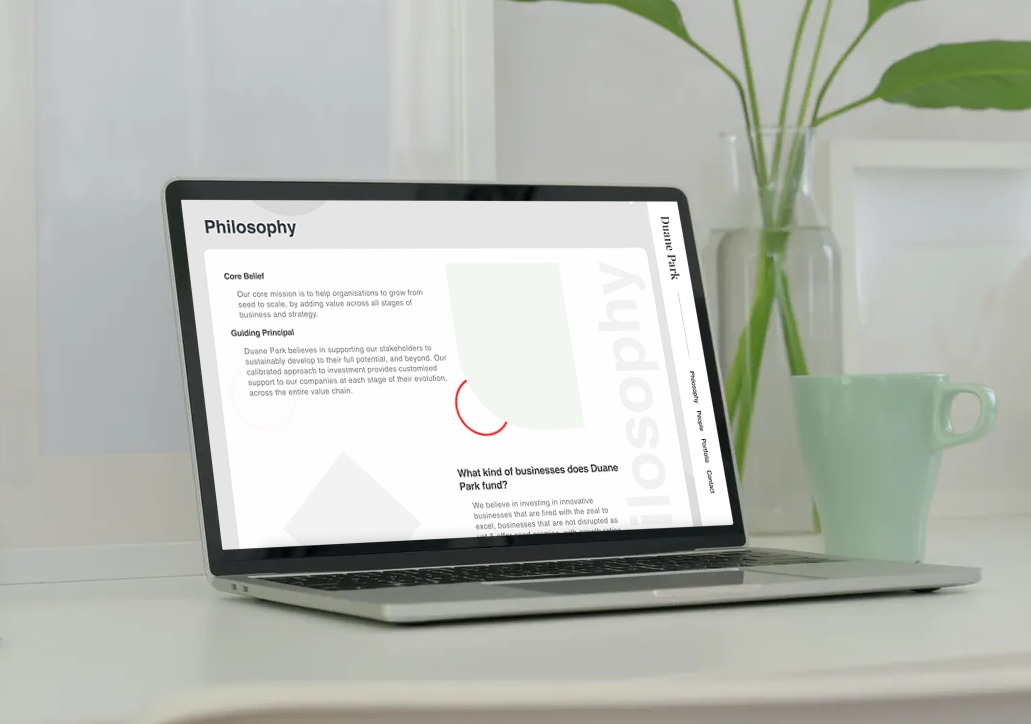 Philosophy
Core Belief
Our core mission is to help organisations to grow from
seed to scale, by adding value across all stages of
business and strategy.
Guiding Principal
Duane Park believes in supporting our stakeholders to
sustainably develop to their full potential, and beyond. Our
calibrated approach to investment provides customised
support to our companies at each stage of their evolution,
across the entire value chain.
What kind of businesses does Duane
Park fund?
We believe in investing in innovative
businesses that are fired with the zeal to
excel, businesses that are not disrupted as
ilosophy
Duane Park
Philosophy
People
Portfolio
Contact